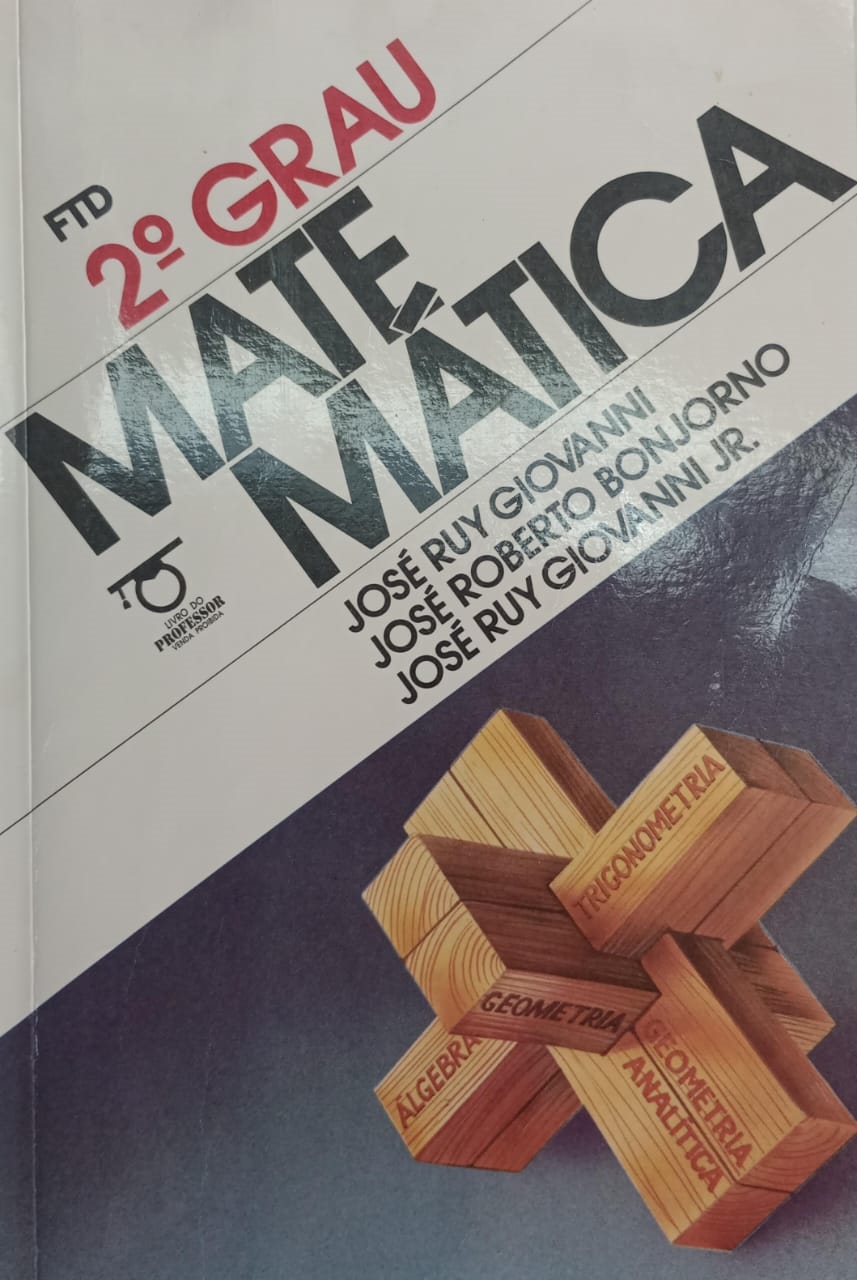 FTD
2º GRAU
MATE
MÁTICA
JOSÉ RUY GIOVANNI
JOSÉ ROBERTO BONJORNO
JOSÉ RUY GIOVANNI JR.
LIVRO DO
PROFESSOR
VENDA PROIBIDA
TRIGONOMETRIA
GEOMETRIA
ÁLGEBRA
GEOMETRIA
ANALÍTICA